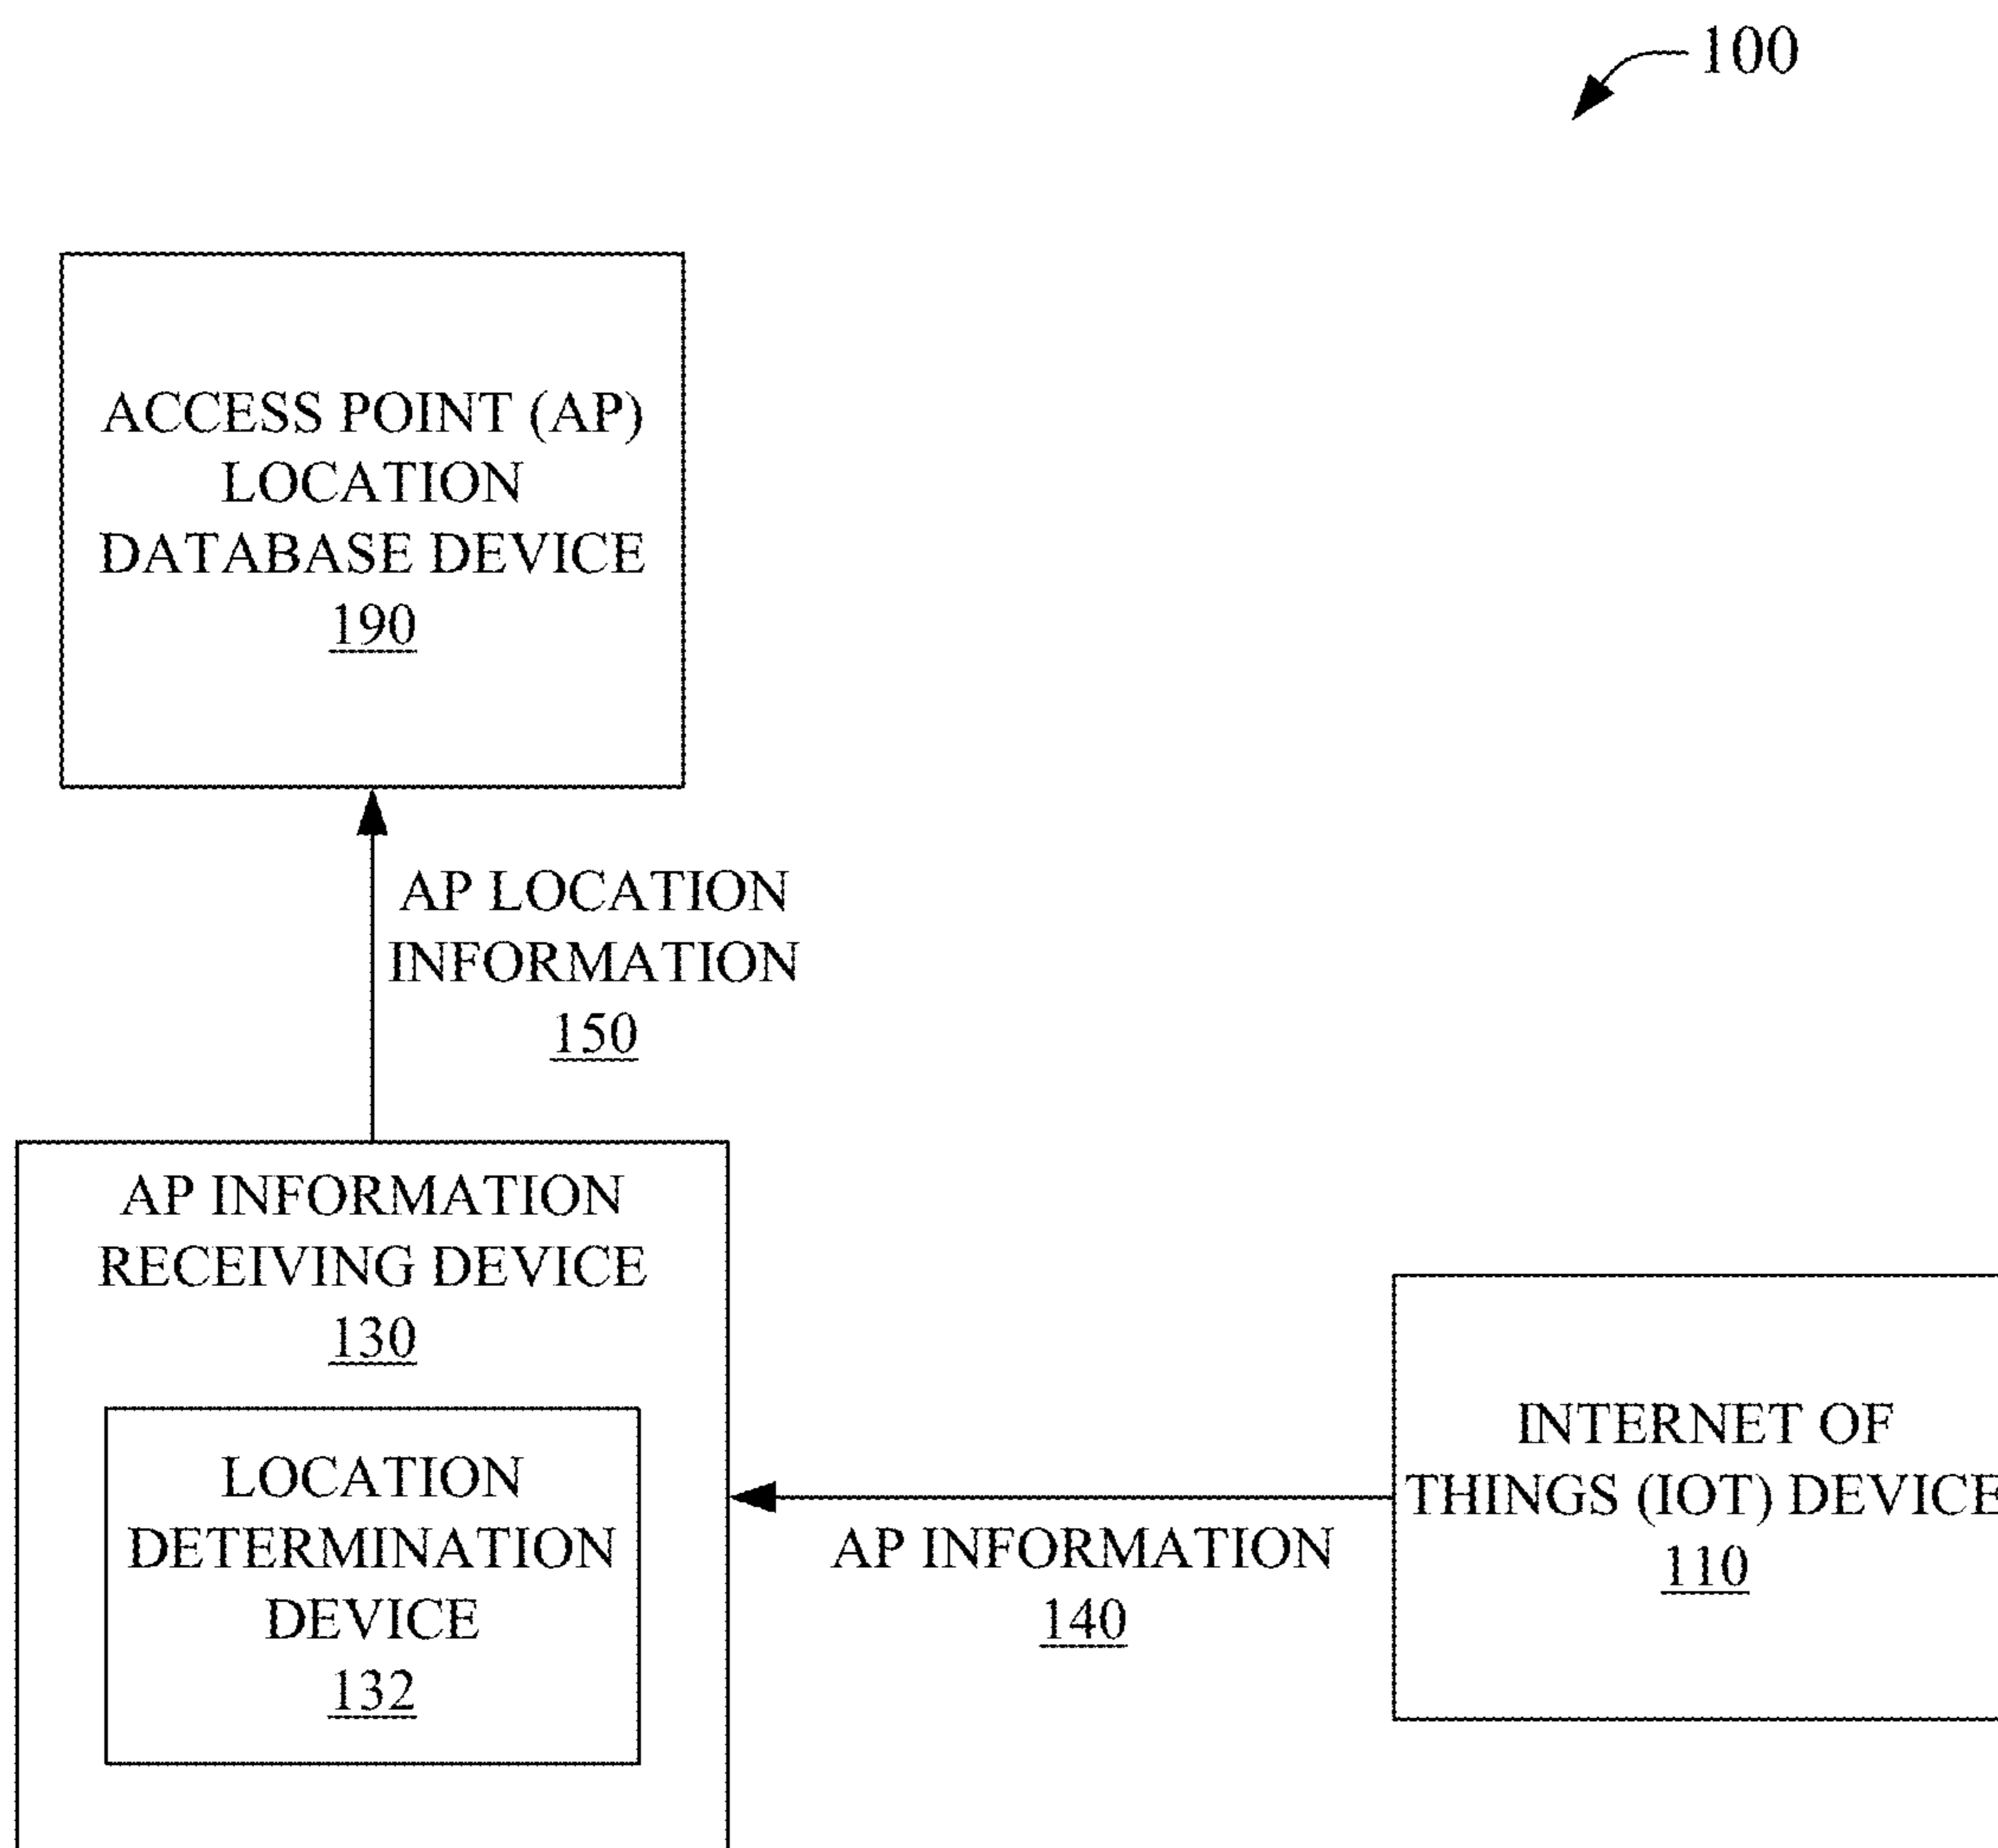 100
ACCESS POINT (AP)
LOCATION
DATABASE DEVICE
190
AP LOCATION
INFORMATION
150
AP INFORMATION
RECEIVING DEVICE
130
LOCATION
DETERMINATION
DEVICE
132
AP INFORMATION
140
INTERNET OF
THINGS (IOT) DEVICE
110